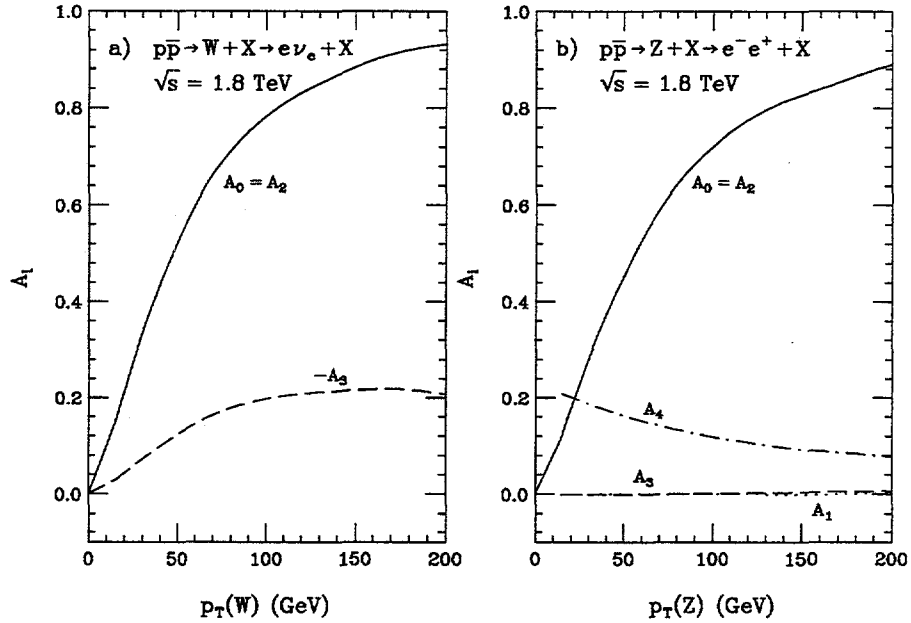 a) pp̅→W+X→eν_e+X
√s = 1.8 TeV
A_0=A_2
−A_3
A_i
1.0
0.8
0.6
0.4
0.2
0.0
0 50 100 150 200
p_T(W) (GeV)
b) pp̅→Z+X→e⁻e⁺+X
√s = 1.8 TeV
A_0=A_2
A_4
A_3
A_1
A_i
0 50 100 150 200
p_T(Z) (GeV)